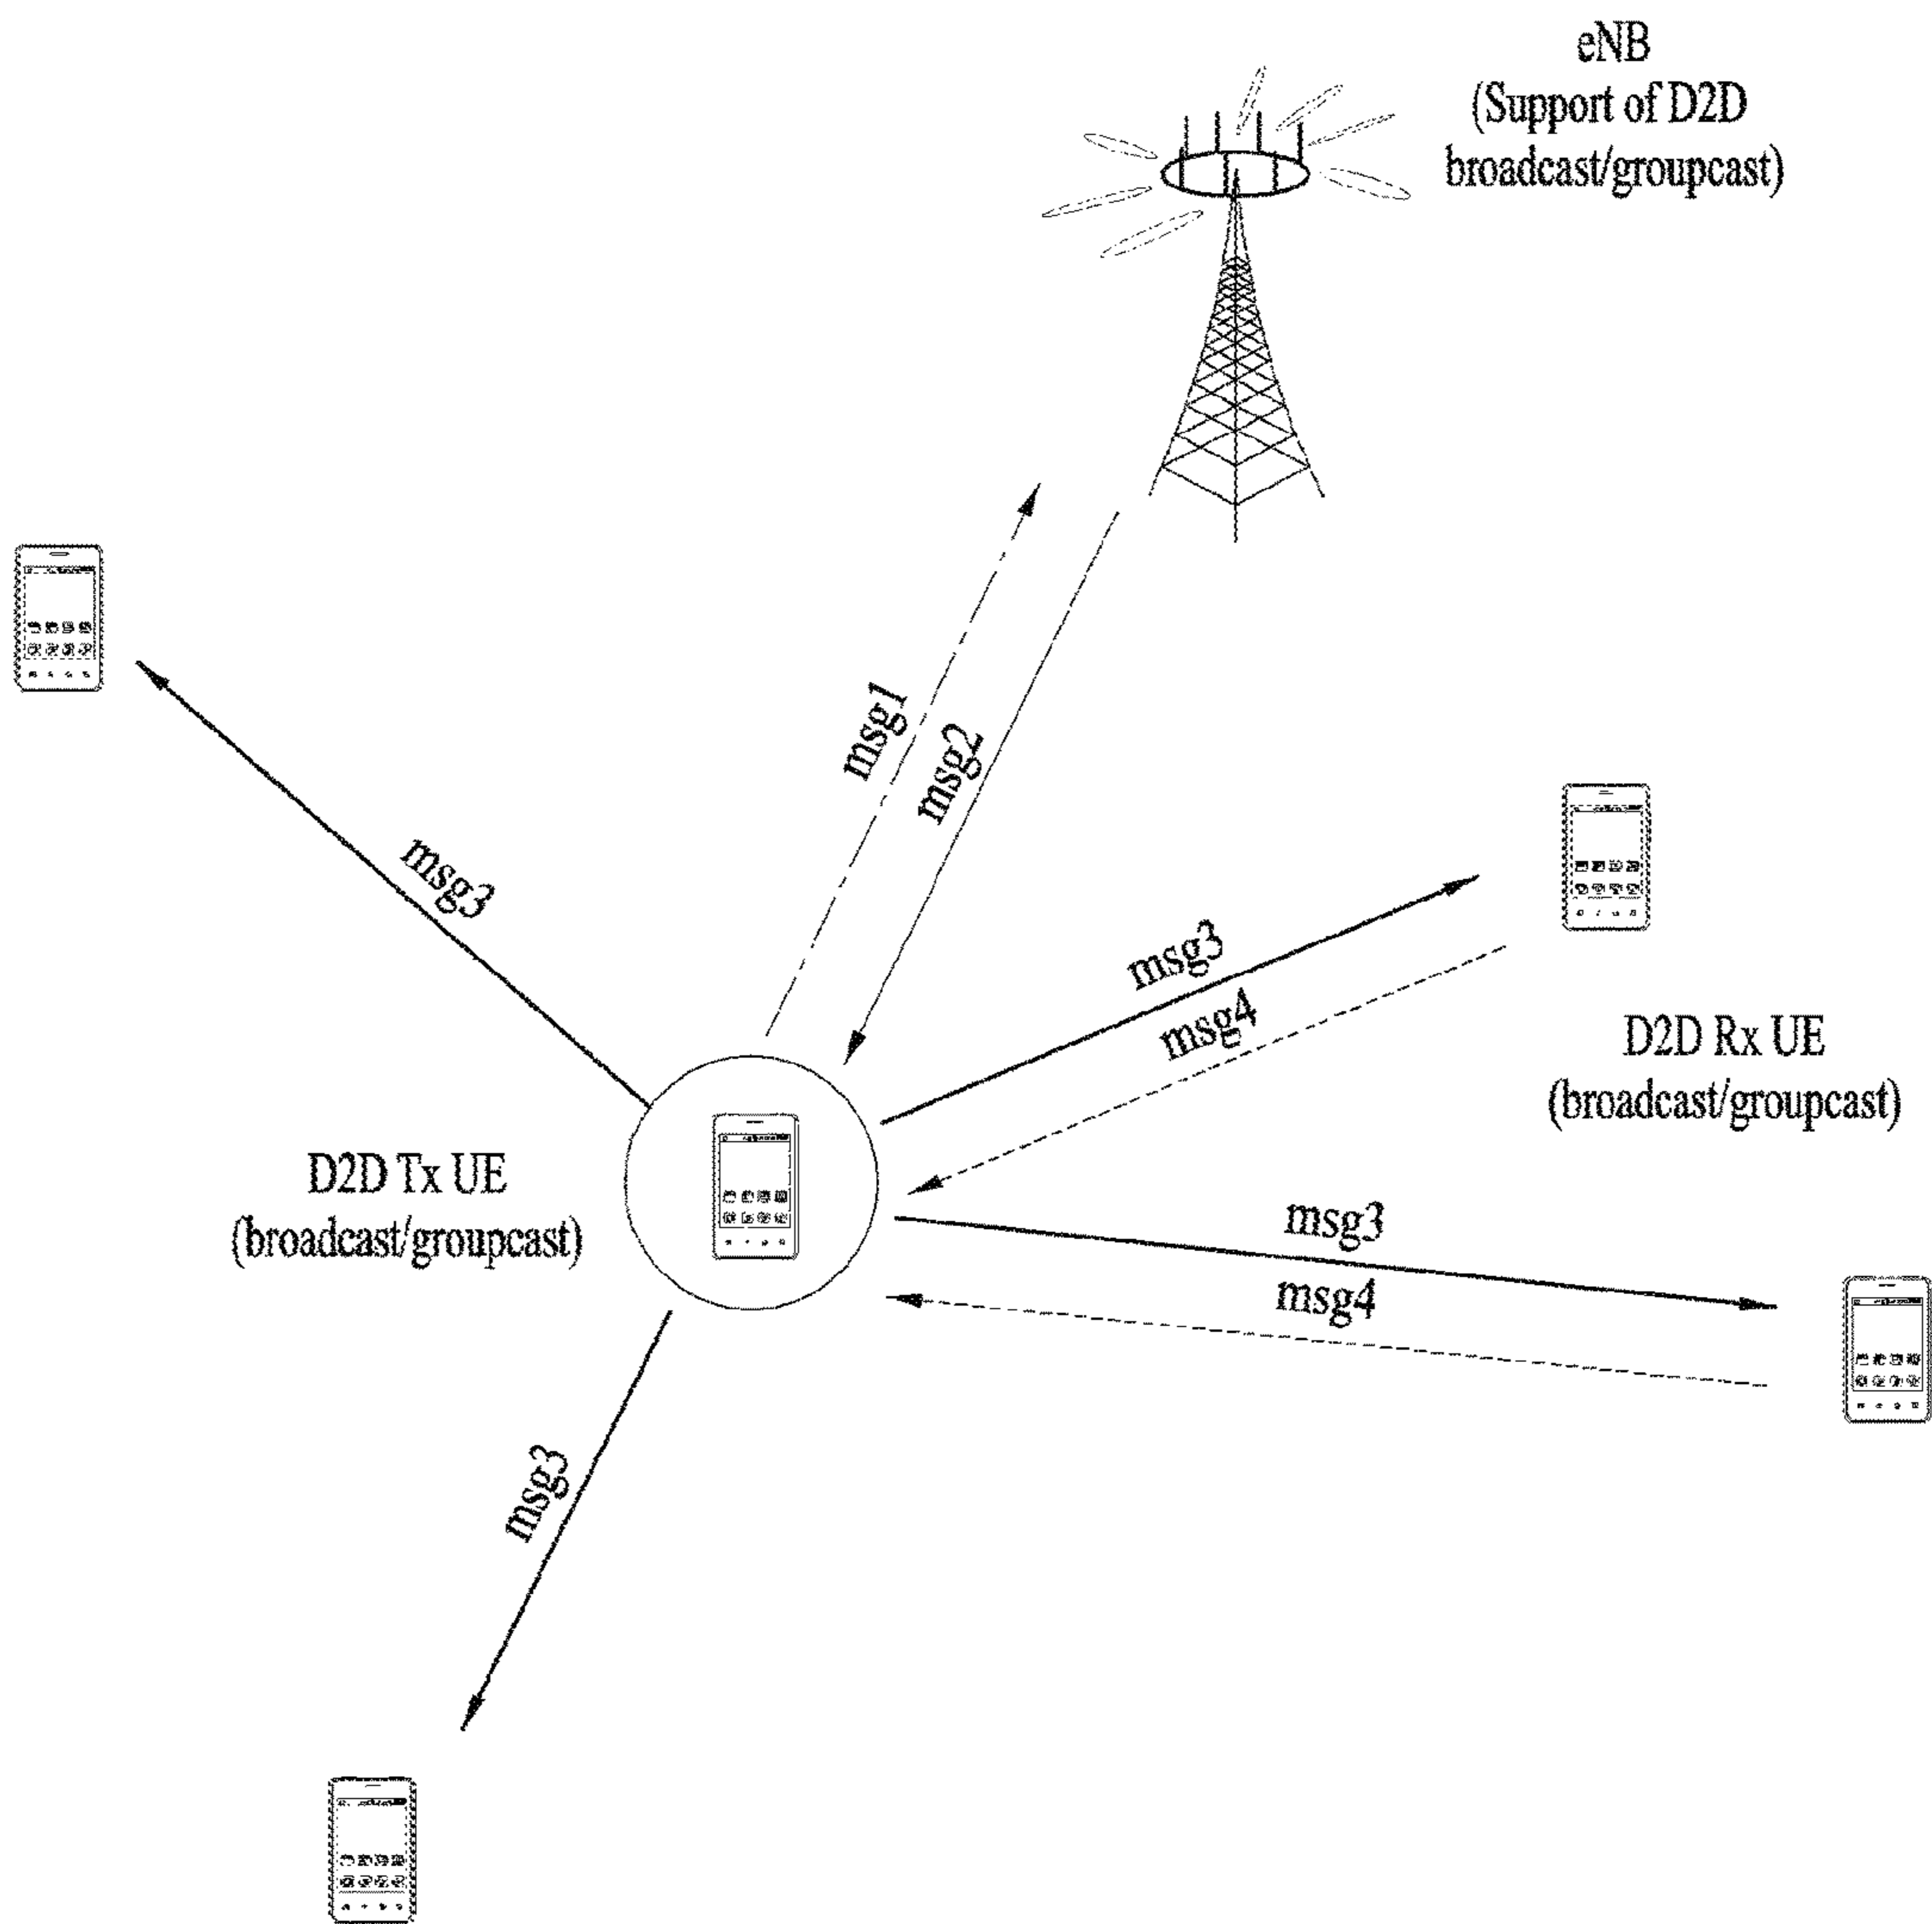 eNB
(Support of D2D
broadcast/groupcast)
msg1
msg2
msg3
msg3
msg4
D2D Rx UE
(broadcast/groupcast)
D2D Tx UE
(broadcast/groupcast)
msg3
msg4
msg3